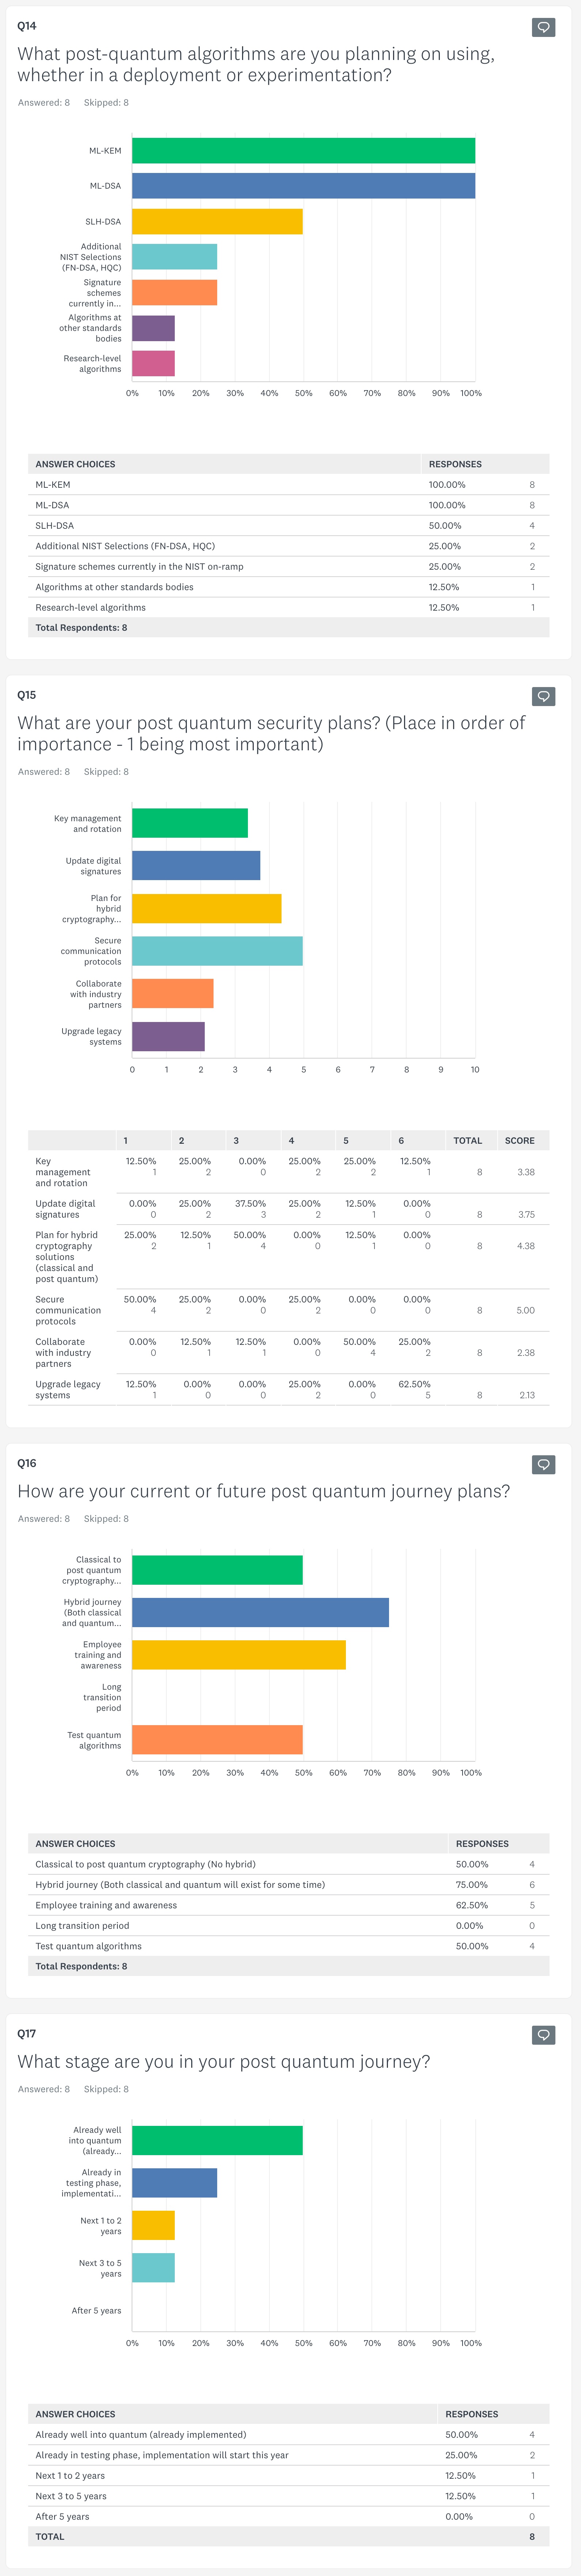 Q14
What post-quantum algorithms are you planning on using,
whether in a deployment or experimentation?
Answered: 8 Skipped: 8
ML-KEM
ML-DSA
SLH-DSA
Additional
NIST Selections
(FN-DSA, HQC)
Signature
schemes
currently in...
Algorithms at
other standards
bodies
Research-level
algorithms
0% 10% 20% 30% 40% 50% 60% 70% 80% 90% 100%
ANSWER CHOICES RESPONSES
ML-KEM 100.00% 8
ML-DSA 100.00% 8
SLH-DSA 50.00% 4
Additional NIST Selections (FN-DSA, HQC) 25.00% 2
Signature schemes currently in the NIST on-ramp 25.00% 2
Algorithms at other standards bodies 12.50% 1
Research-level algorithms 12.50% 1
Total Respondents: 8
Q15
What are your post quantum security plans? (Place in order of
importance - 1 being most important)
Answered: 8 Skipped: 8
Key management
and rotation
Update digital
signatures
Plan for
hybrid
cryptography...
Secure
communication
protocols
Collaborate
with industry
partners
Upgrade legacy
systems
0 1 2 3 4 5 6 7 8 9 10
1 2 3 4 5 6 TOTAL SCORE
Key 12.50% 25.00% 0.00% 25.00% 25.00% 12.50%
management 1 2 0 2 2 1 8 3.38
and rotation
Update digital 0.00% 25.00% 37.50% 25.00% 12.50% 0.00%
signatures 0 2 3 2 1 0 8 3.75
Plan for hybrid 25.00% 12.50% 50.00% 0.00% 12.50% 0.00%
cryptography 2 1 4 0 1 0 8 4.38
solutions
(classical and
post quantum)
Secure 50.00% 25.00% 0.00% 25.00% 0.00% 0.00%
communication 4 2 0 2 0 0 8 5.00
protocols
Collaborate 0.00% 12.50% 12.50% 0.00% 50.00% 25.00%
with industry 0 1 1 0 4 2 8 2.38
partners
Upgrade legacy 12.50% 0.00% 0.00% 25.00% 0.00% 62.50%
systems 1 0 0 2 0 5 8 2.13
Q16
How are your current or future post quantum journey plans?
Answered: 8 Skipped: 8
Classical to
post quantum
cryptography...
Hybrid journey
(Both classical
and quantum...
Employee
training and
awareness
Long
transition
period
Test quantum
algorithms
0% 10% 20% 30% 40% 50% 60% 70% 80% 90% 100%
ANSWER CHOICES RESPONSES
Classical to post quantum cryptography (No hybrid) 50.00% 4
Hybrid journey (Both classical and quantum will exist for some time) 75.00% 6
Employee training and awareness 62.50% 5
Long transition period 0.00% 0
Test quantum algorithms 50.00% 4
Total Respondents: 8
Q17
What stage are you in your post quantum journey?
Answered: 8 Skipped: 8
Already well
into quantum
(already...
Already in
testing phase,
implementati...
Next 1 to 2
years
Next 3 to 5
years
After 5 years
0% 10% 20% 30% 40% 50% 60% 70% 80% 90% 100%
ANSWER CHOICES RESPONSES
Already well into quantum (already implemented) 50.00% 4
Already in testing phase, implementation will start this year 25.00% 2
Next 1 to 2 years 12.50% 1
Next 3 to 5 years 12.50% 1
After 5 years 0.00% 0
TOTAL 8